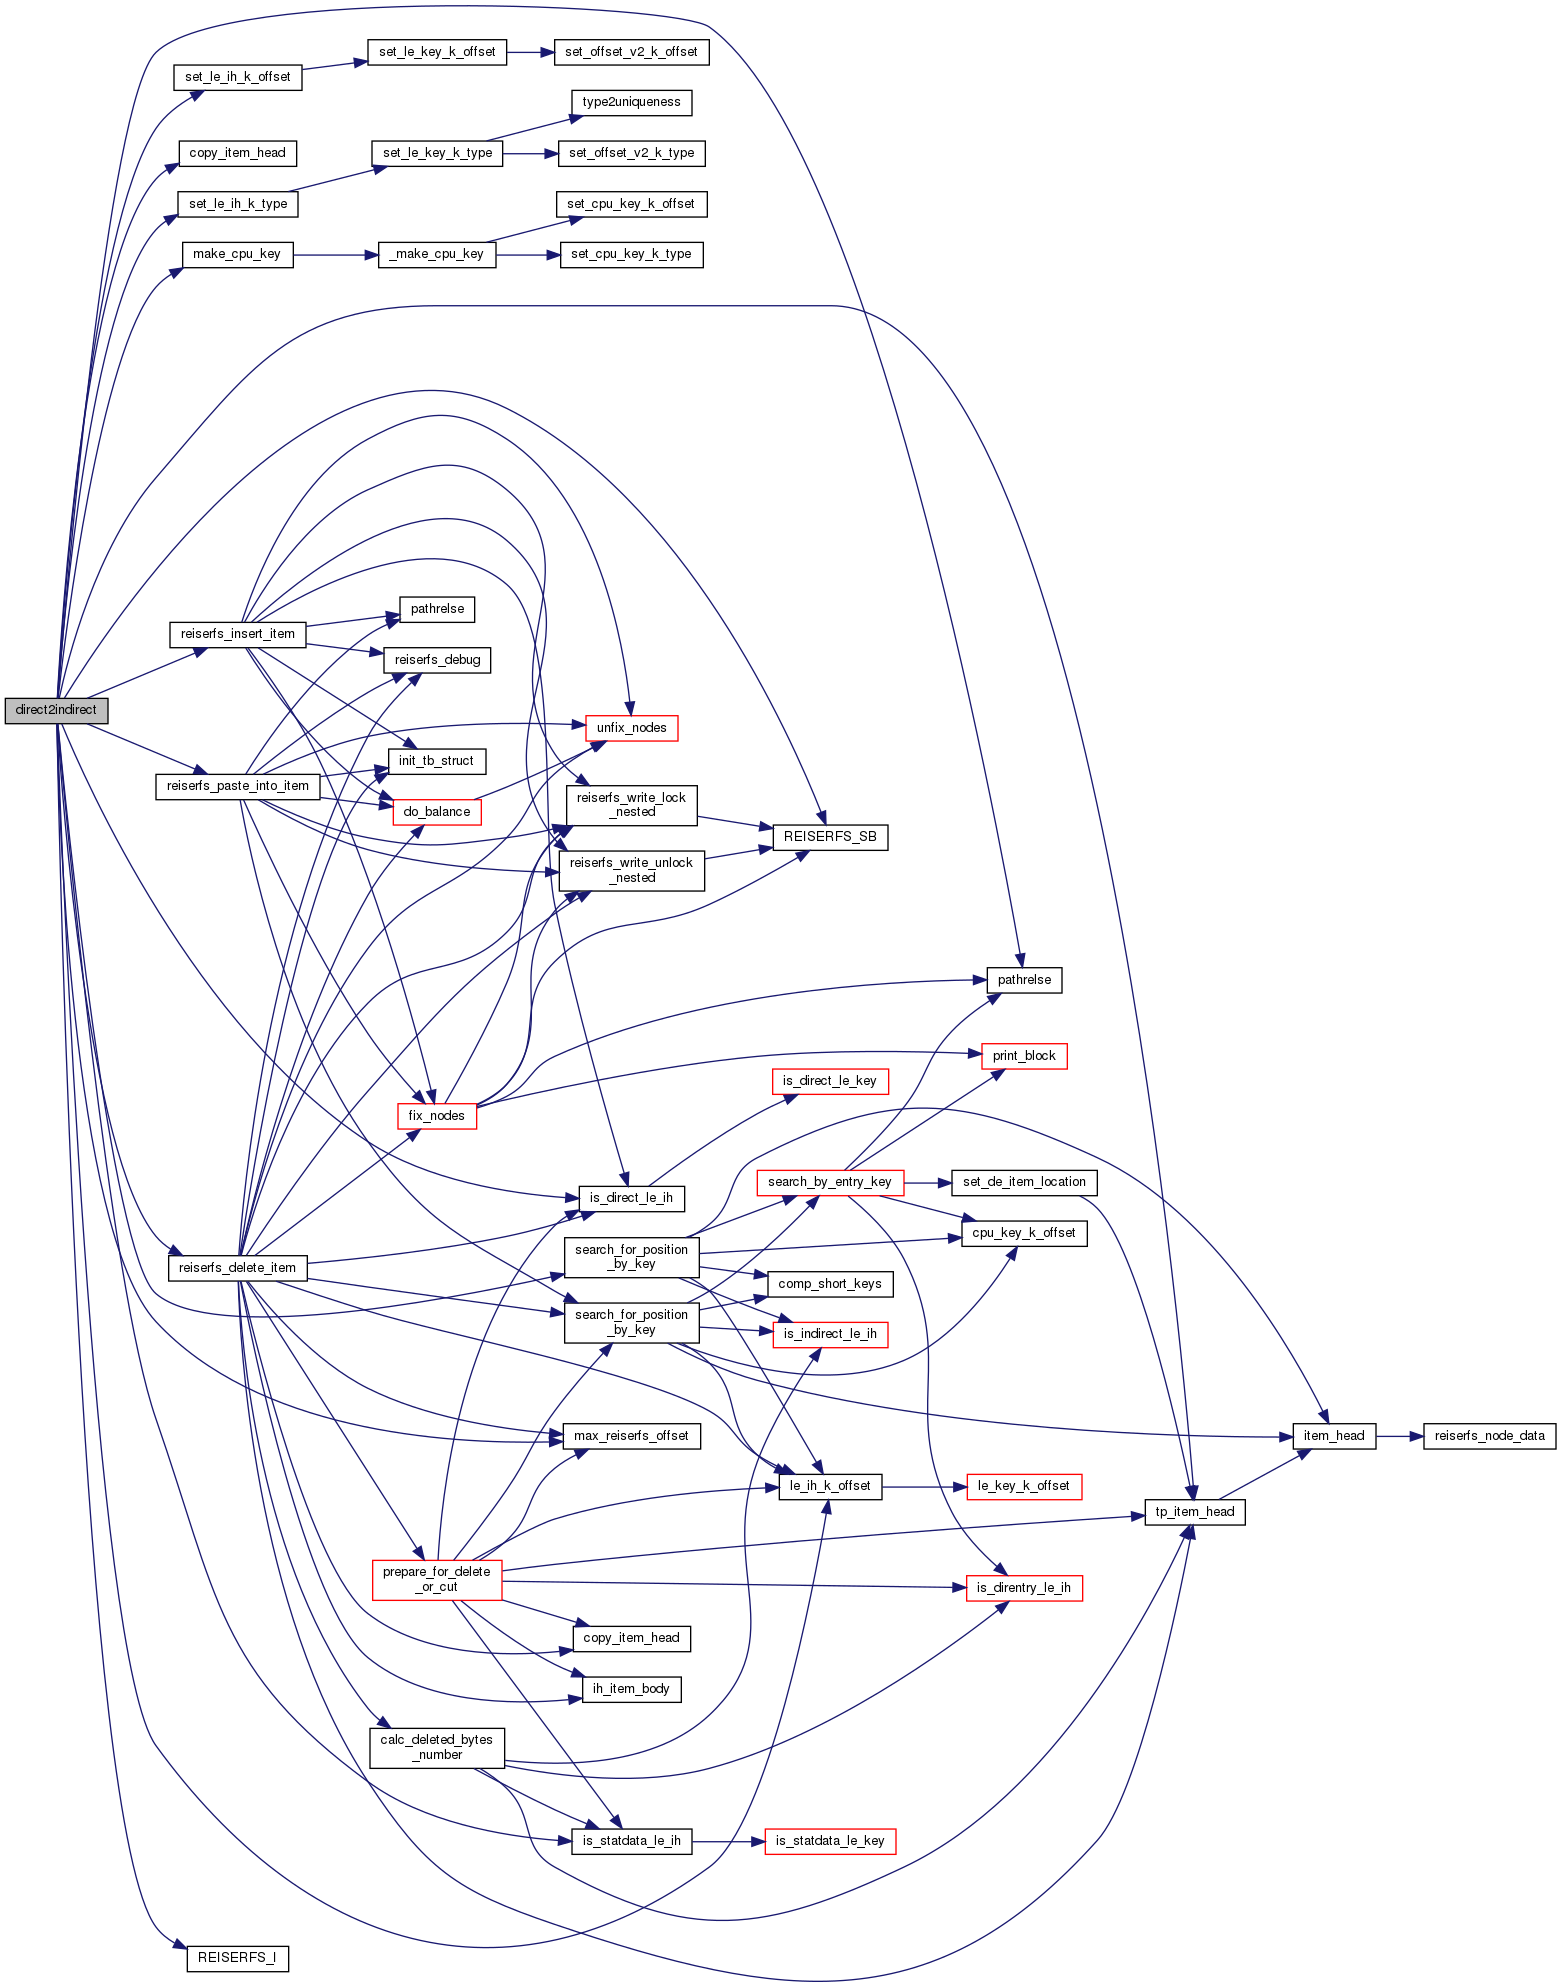 set_le_key_k_offset
set_offset_v2_k_offset
set_le_ih_k_offset
type2uniqueness
copy_item_head
set_le_key_k_type
set_offset_v2_k_type
set_le_ih_k_type
set_cpu_key_k_offset
make_cpu_key
_make_cpu_key
set_cpu_key_k_type
pathrelse
reiserfs_insert_item
reiserfs_debug
direct2indirect
unfix_nodes
init_tb_struct
reiserfs_paste_into_item
do_balance
reiserfs_write_lock
_nested
REISERFS_SB
reiserfs_write_unlock
_nested
pathrelse
print_block
is_direct_le_key
fix_nodes
search_by_entry_key
set_de_item_location
is_direct_le_ih
cpu_key_k_offset
search_for_position
_by_key
reiserfs_delete_item
comp_short_keys
search_for_position
_by_key
is_indirect_le_ih
max_reiserfs_offset
item_head
reiserfs_node_data
le_ih_k_offset
le_key_k_offset
tp_item_head
prepare_for_delete
_or_cut
is_direntry_le_ih
copy_item_head
ih_item_body
calc_deleted_bytes
_number
is_statdata_le_ih
is_statdata_le_key
REISERFS_I